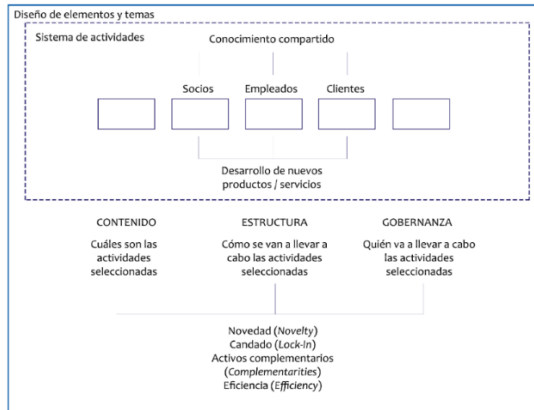 Diseño de elementos y temas
Sistema de actividades
Conocimiento compartido
Socios
Empleados
Clientes
Desarrollo de nuevos
productos / servicios
CONTENIDO
Cuáles son las
actividades
seleccionadas
ESTRUCTURA
Cómo se van a llevar a
cabo las actividades
seleccionadas
GOBERNANZA
Quién va a llevar a cabo
las actividades
seleccionadas
Novedad (Novelty)
Candado (Lock-In)
Activos complementarios
(Complementarities)
Eficiencia (Efficiency)